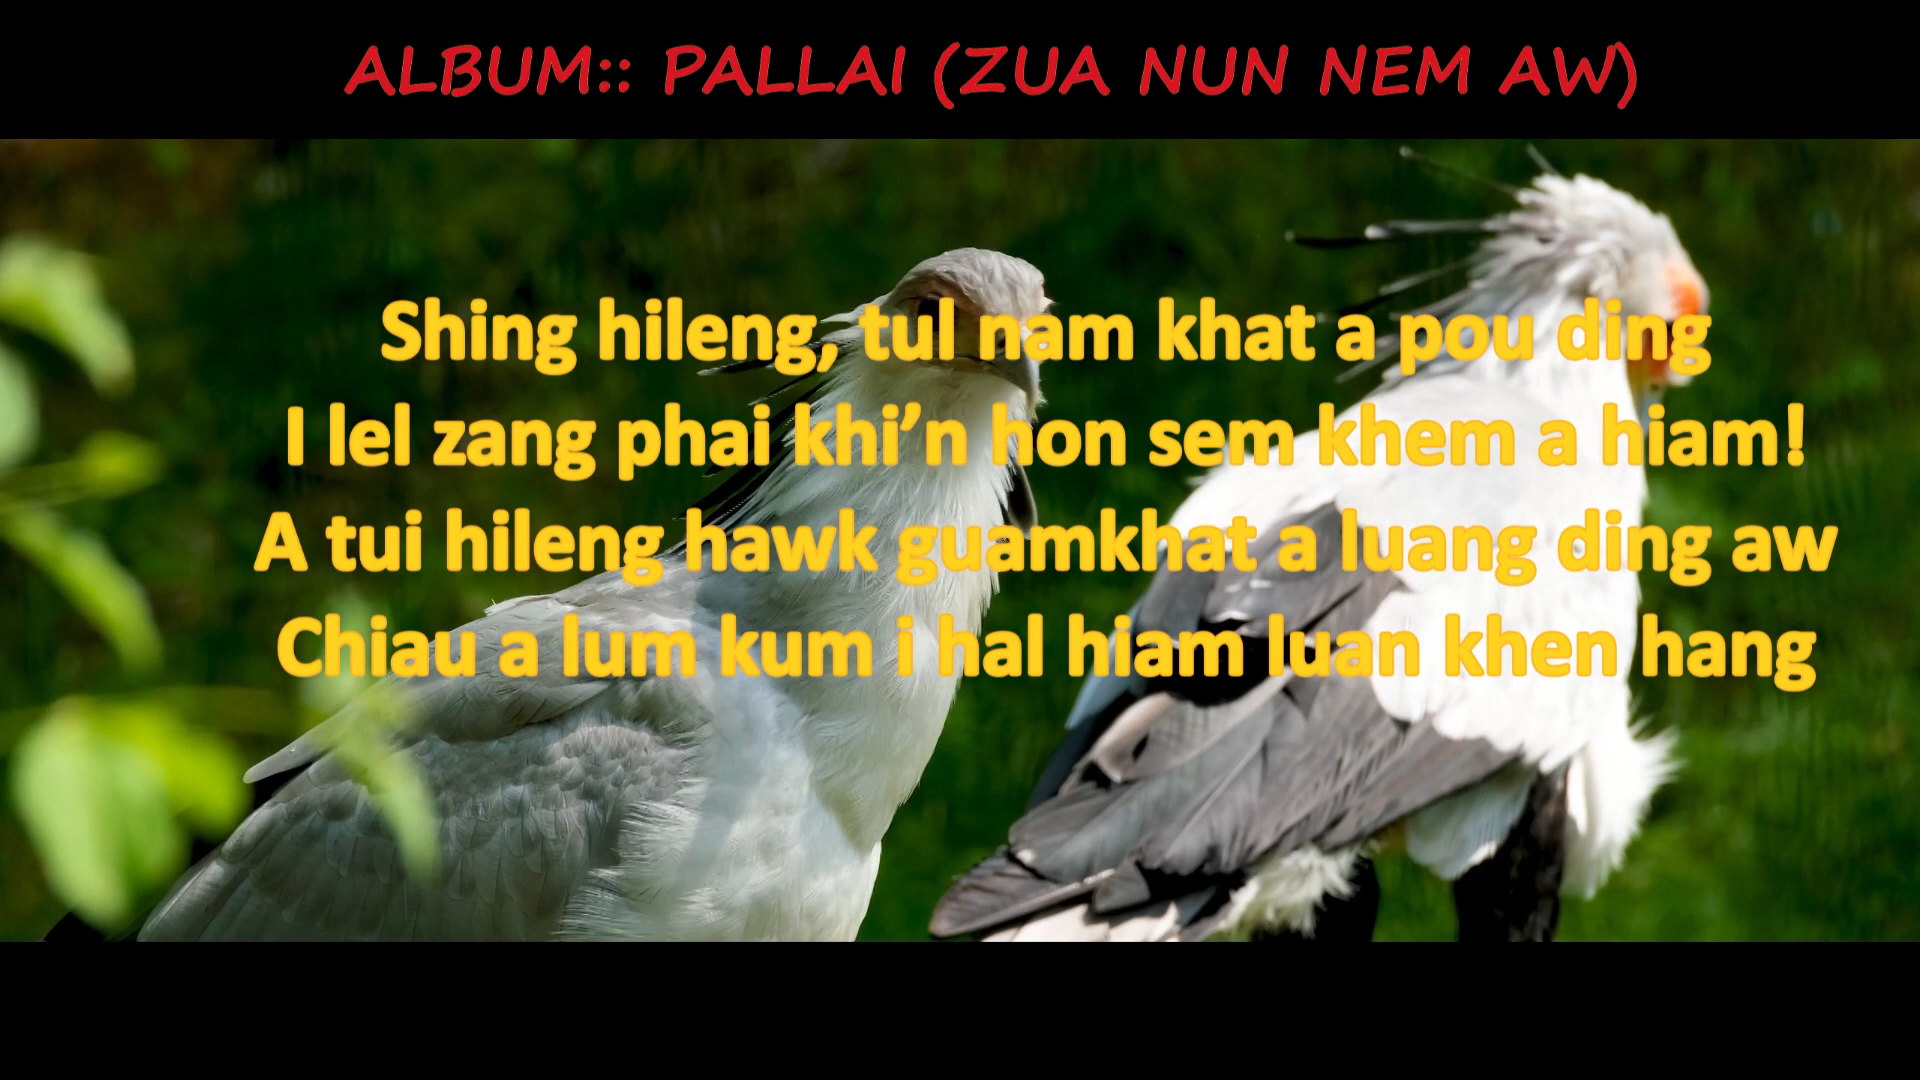 ALBUM:: PALLAI (ZUA NUN NEM AW)
Shing hileng, tul nam khat a pou ding
I lel zang phai khi’n hon sem khem a hiam!
A tui hileng hawk guamkhat a luang ding aw
Chiau a lum kum i hal hiam luan khen hang